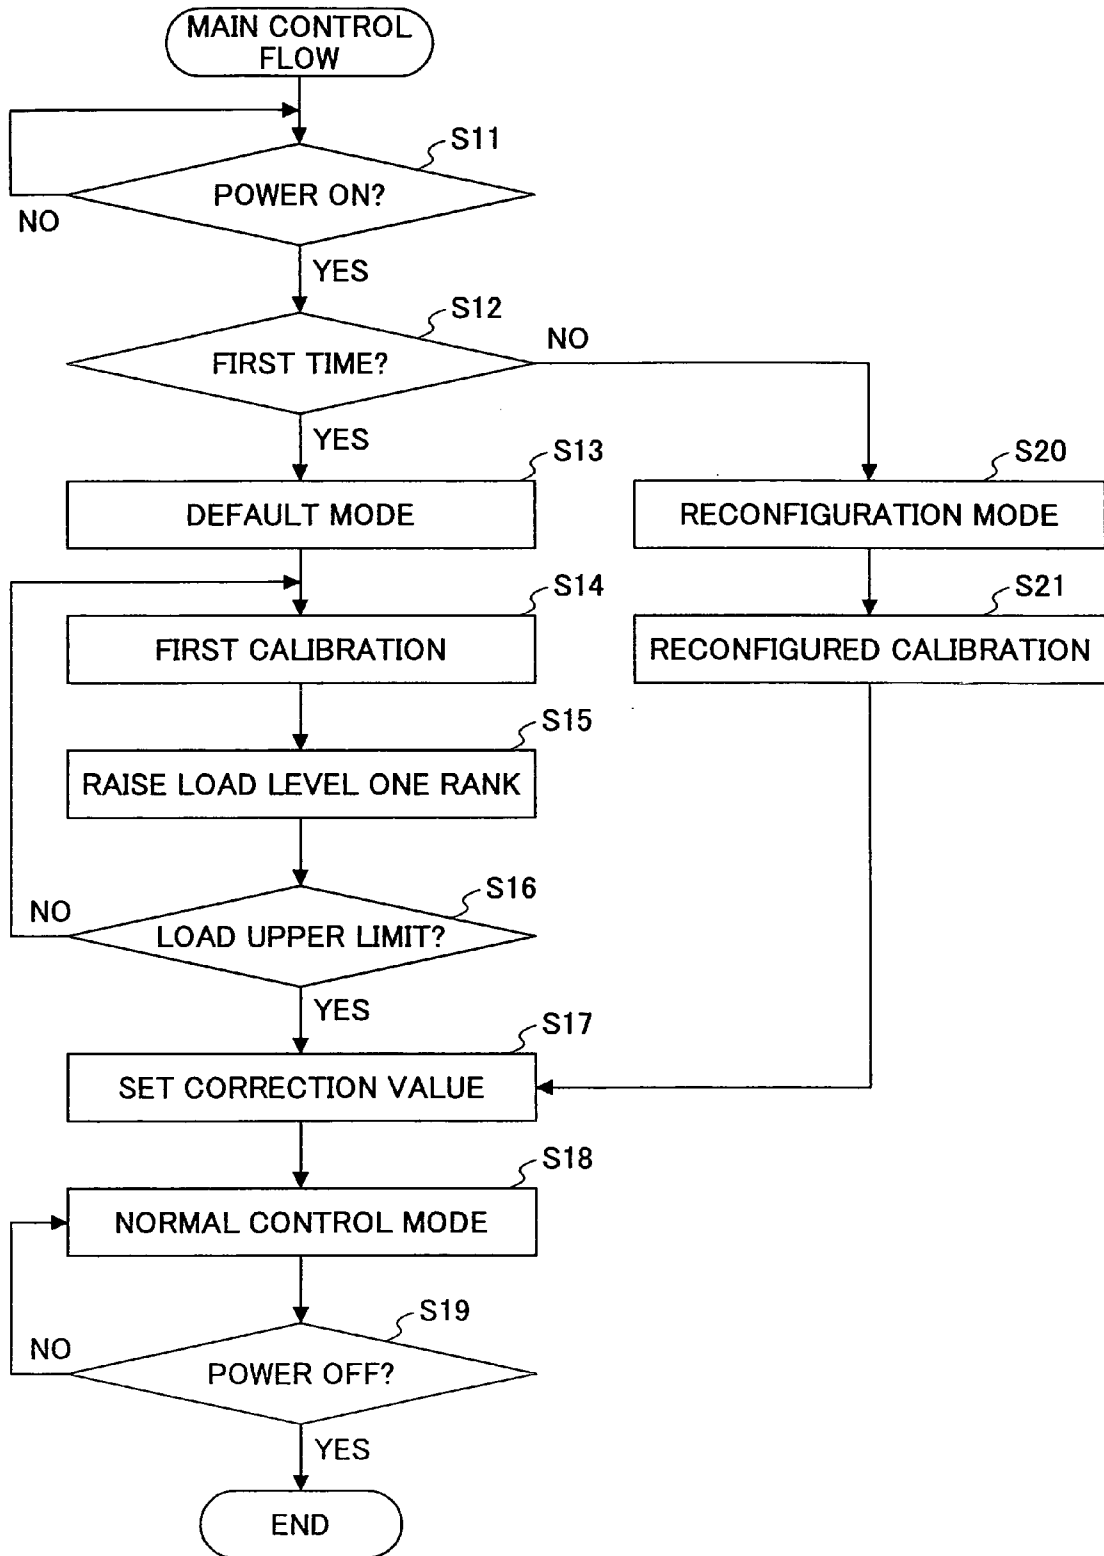 MAIN CONTROL
FLOW
S11
POWER ON?
NO
YES
S12
FIRST TIME?
NO
YES
S13
DEFAULT MODE
S20
RECONFIGURATION MODE
S14
FIRST CALIBRATION
S21
RECONFIGURED CALIBRATION
S15
RAISE LOAD LEVEL ONE RANK
S16
LOAD UPPER LIMIT?
NO
YES
S17
SET CORRECTION VALUE
S18
NORMAL CONTROL MODE
S19
POWER OFF?
NO
YES
END